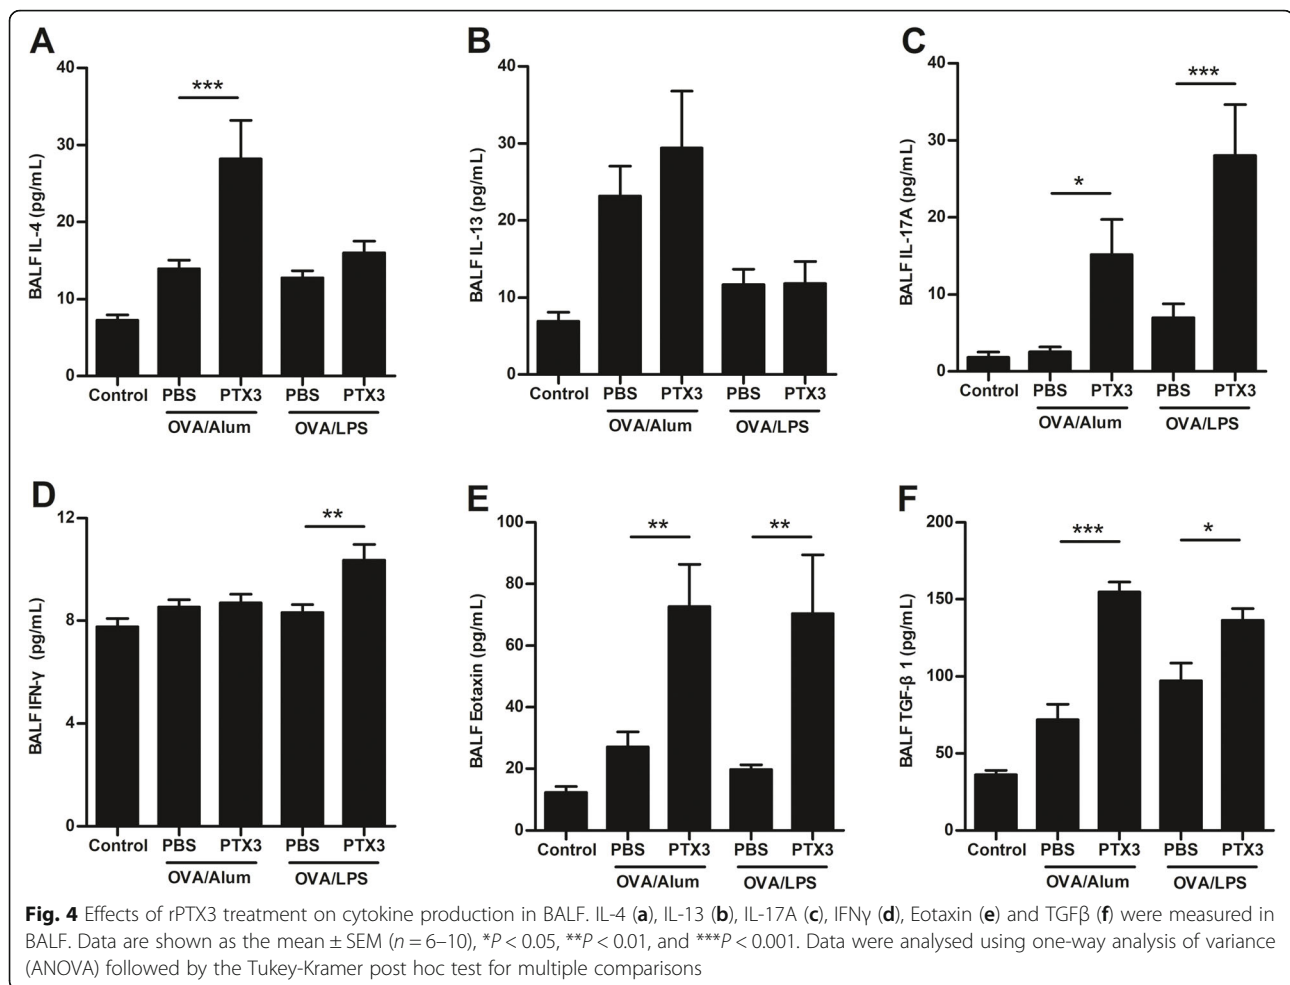 A
40
30
20
10
0
BALF IL-4 (pg/mL)
***
Control PBS PTX3 PBS PTX3
OVA/Alum OVA/LPS
B
40
30
20
10
0
BALF IL-13 (pg/mL)
Control PBS PTX3 PBS PTX3
OVA/Alum OVA/LPS
C
40
30
20
10
0
BALF IL-17A (pg/mL)
*
***
Control PBS PTX3 PBS PTX3
OVA/Alum OVA/LPS
D
12
8
4
0
BALF IFN-γ (pg/mL)
**
Control PBS PTX3 PBS PTX3
OVA/Alum OVA/LPS
E
100
80
60
40
20
0
BALF Eotaxin (pg/mL)
**
**
Control PBS PTX3 PBS PTX3
OVA/Alum OVA/LPS
F
200
150
100
50
0
BALF TGF-β 1 (pg/mL)
***
*
Control PBS PTX3 PBS PTX3
OVA/Alum OVA/LPS
Fig. 4 Effects of rPTX3 treatment on cytokine production in BALF. IL-4 (a), IL-13 (b), IL-17A (c), IFNγ (d), Eotaxin (e) and TGFβ (f) were measured in
BALF. Data are shown as the mean ± SEM (n = 6–10), *P < 0.05, **P < 0.01, and ***P < 0.001. Data were analysed using one-way analysis of variance
(ANOVA) followed by the Tukey-Kramer post hoc test for multiple comparisons